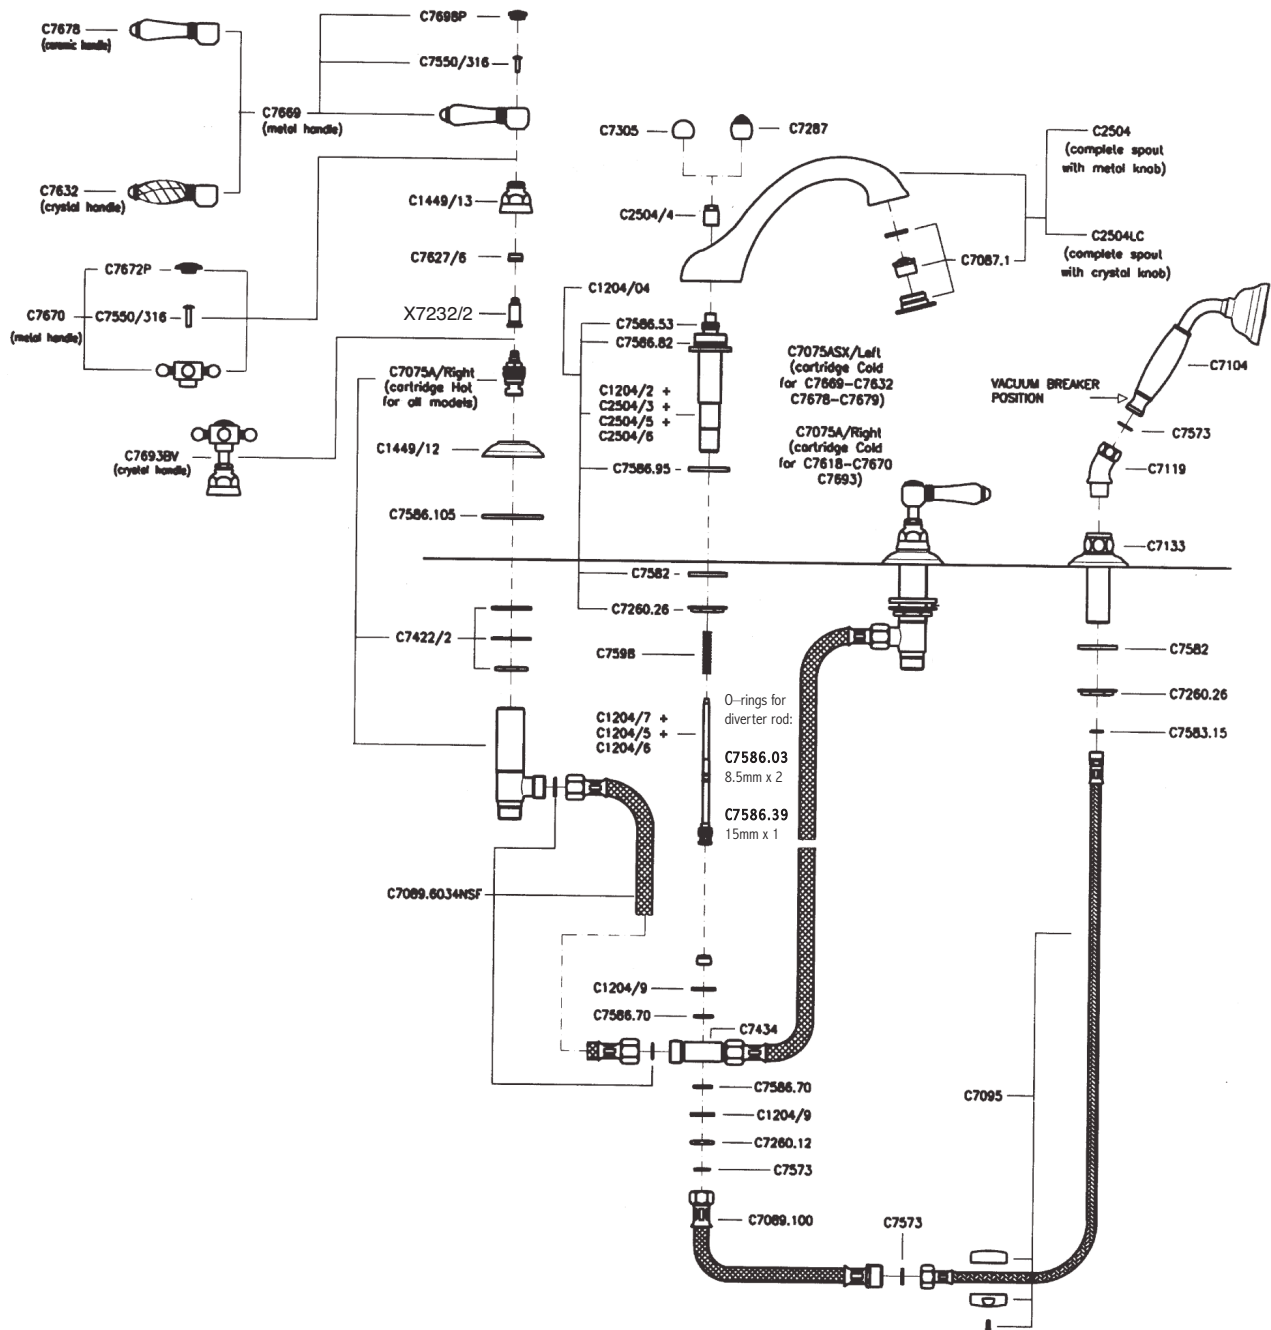 C7698P
C7678
(ceramic handle)
C7550/316
C7669
(metal handle)
C7305
C7287
C2504
(complete spout
with metal knob)
C7632
(crystal handle)
C1449/13
C2504/4
C2504LC
(complete spout
with crystal knob)
C7627/6
C7087.1
C7672P
C7670
(metal handle)
C7550/316
X7232/2
C1204/04
C7586.53
C7586.82
C7075A/Right
(cartridge Hot
for all models)
C1204/2 +
C2504/3 +
C2504/5 +
C2504/6
C7075ASX/Left
(cartridge Cold
for C7669-C7632
C7678-C7679)
C7104
VACUUM BREAKER
POSITION
C7573
C7693BV
(crystal handle)
C1449/12
C7586.95
C7075A/Right
(cartridge Cold
for C7618-C7670
C7693)
C7119
C7586.105
C7133
C7582
C7260.26
C7422/2
C7598
C7582
C7260.26
C1204/7 +
C1204/5 +
C1204/6
O-rings for
diverter rod:
C7586.03
8.5mm x 2
C7586.39
15mm x 1
C7583.15
C7089.6034NSF
C1204/9
C7586.70
C7434
C7586.70
C7095
C1204/9
C7260.12
C7573
C7089.100
C7573